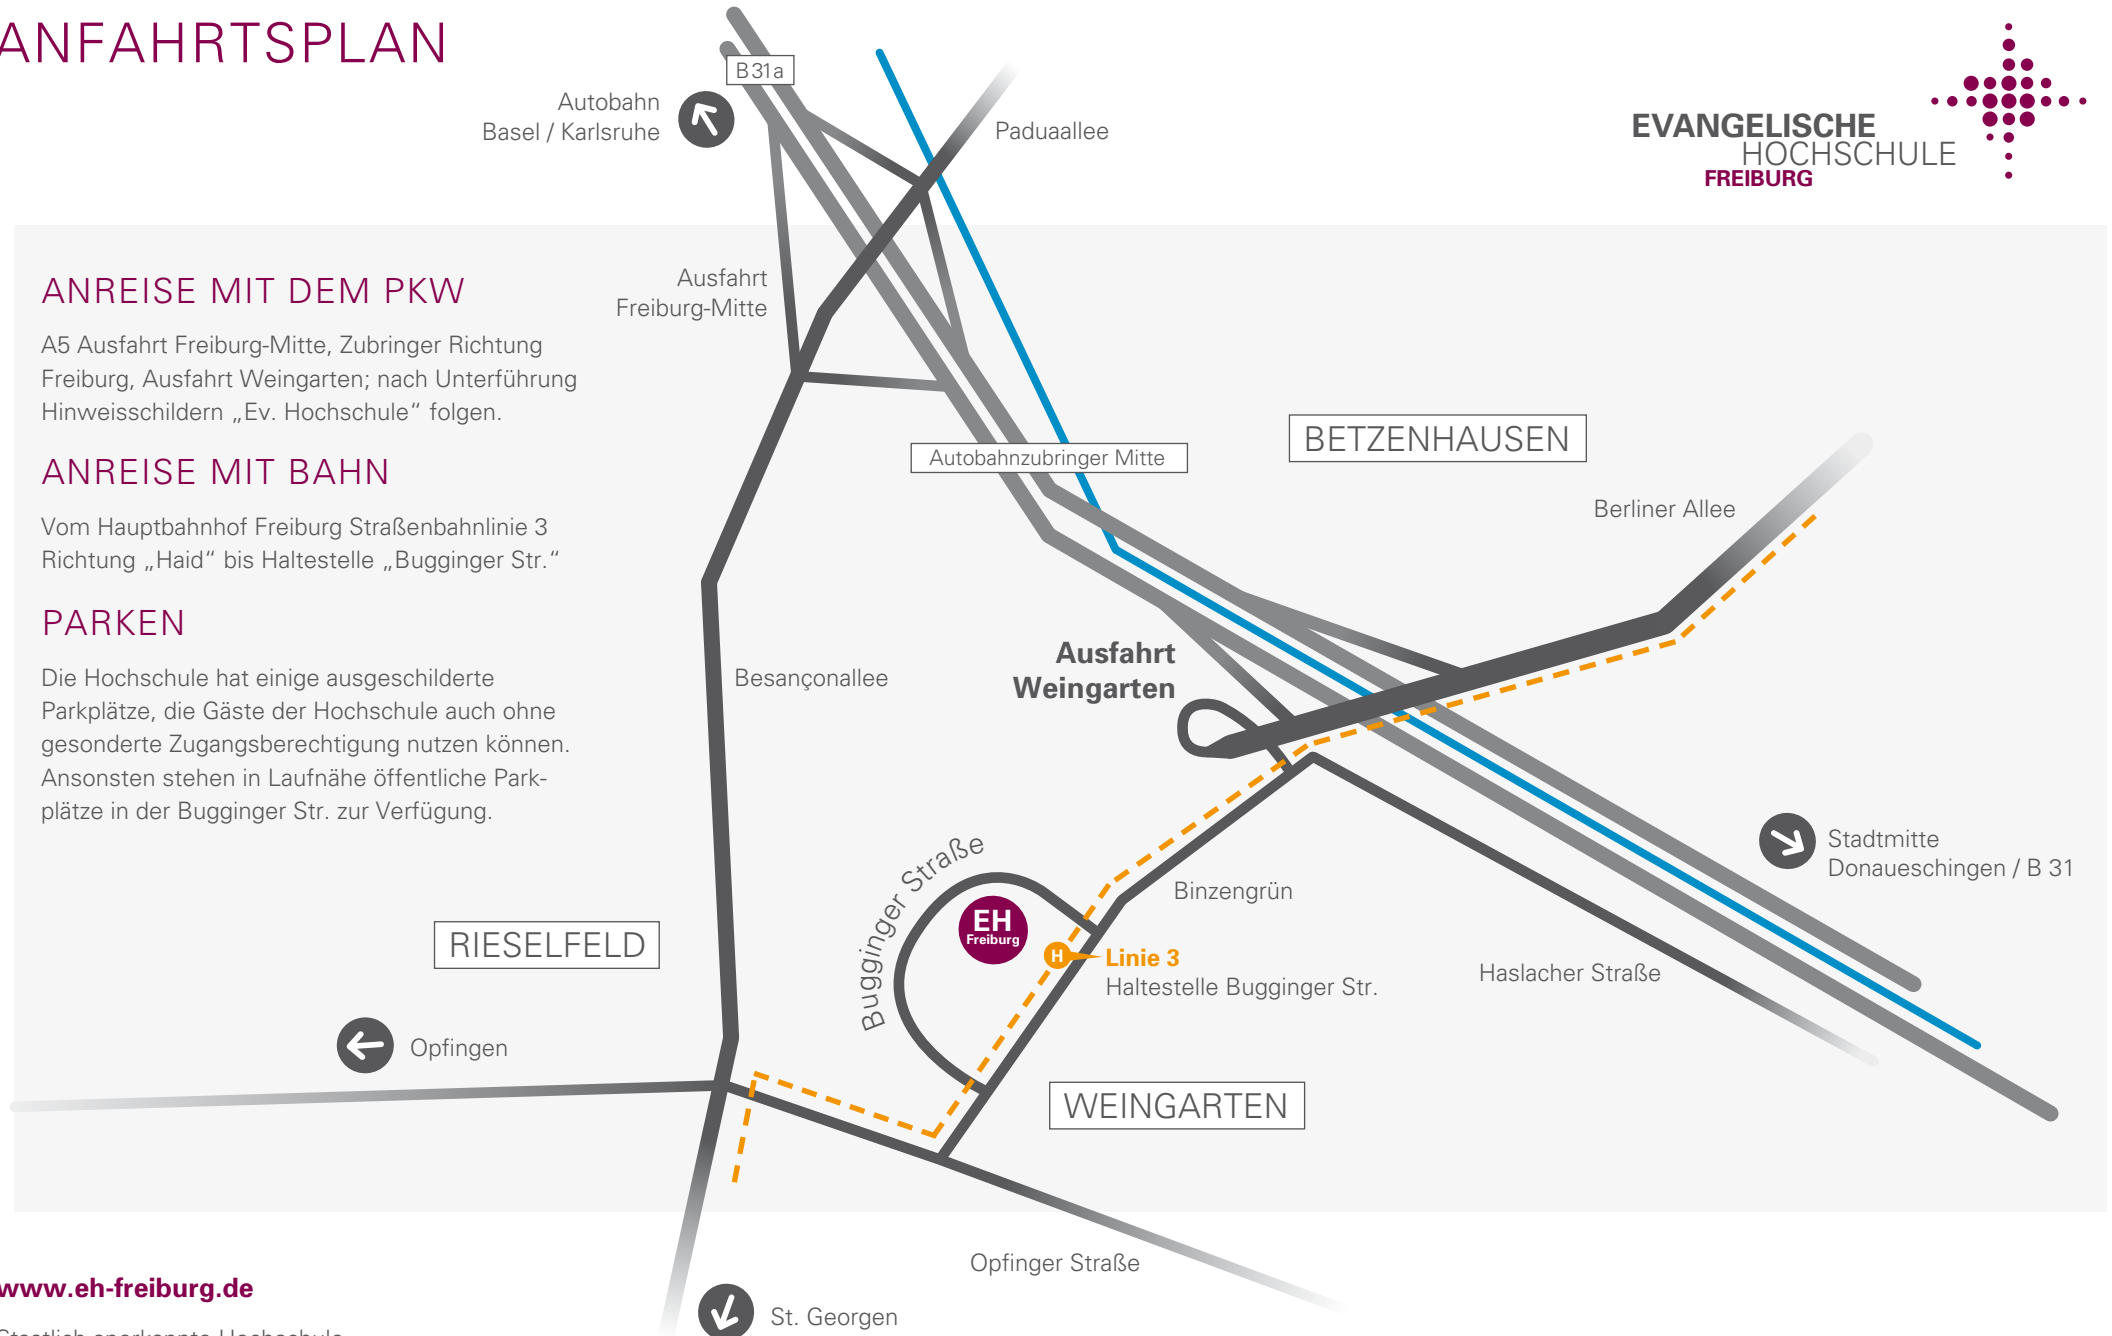 ANFAHRTSPLAN
B31a
Autobahn
Basel / Karlsruhe
Paduaallee
EVANGELISCHE
HOCHSCHULE
FREIBURG
ANREISE MIT DEM PKW
A5 Ausfahrt Freiburg-Mitte, Zubringer Richtung
Freiburg, Ausfahrt Weingarten; nach Unterführung
Hinweisschildern „Ev. Hochschule“ folgen.
ANREISE MIT BAHN
Vom Hauptbahnhof Freiburg Straßenbahnlinie 3
Richtung „Haid“ bis Haltestelle „Bugginger Str.“
PARKEN
Die Hochschule hat einige ausgeschilderte
Parkplätze, die Gäste der Hochschule auch ohne
gesonderte Zugangsberechtigung nutzen können.
Ansonsten stehen in Laufnähe öffentliche Park-
plätze in der Bugginger Str. zur Verfügung.
Ausfahrt
Freiburg-Mitte
Autobahnzubringer Mitte
BETZENHAUSEN
Berliner Allee
Besançonallee
Ausfahrt
Weingarten
Stadtmitte
Donaueschingen / B 31
Bugginger Straße
Binzengrün
EH
Freiburg
H
Linie 3
Haltestelle Bugginger Str.
Haslacher Straße
RIESELFELD
Opfingen
WEINGARTEN
Opfinger Straße
St. Georgen
www.eh-freiburg.de
Staatlich anerkannte Hochschule